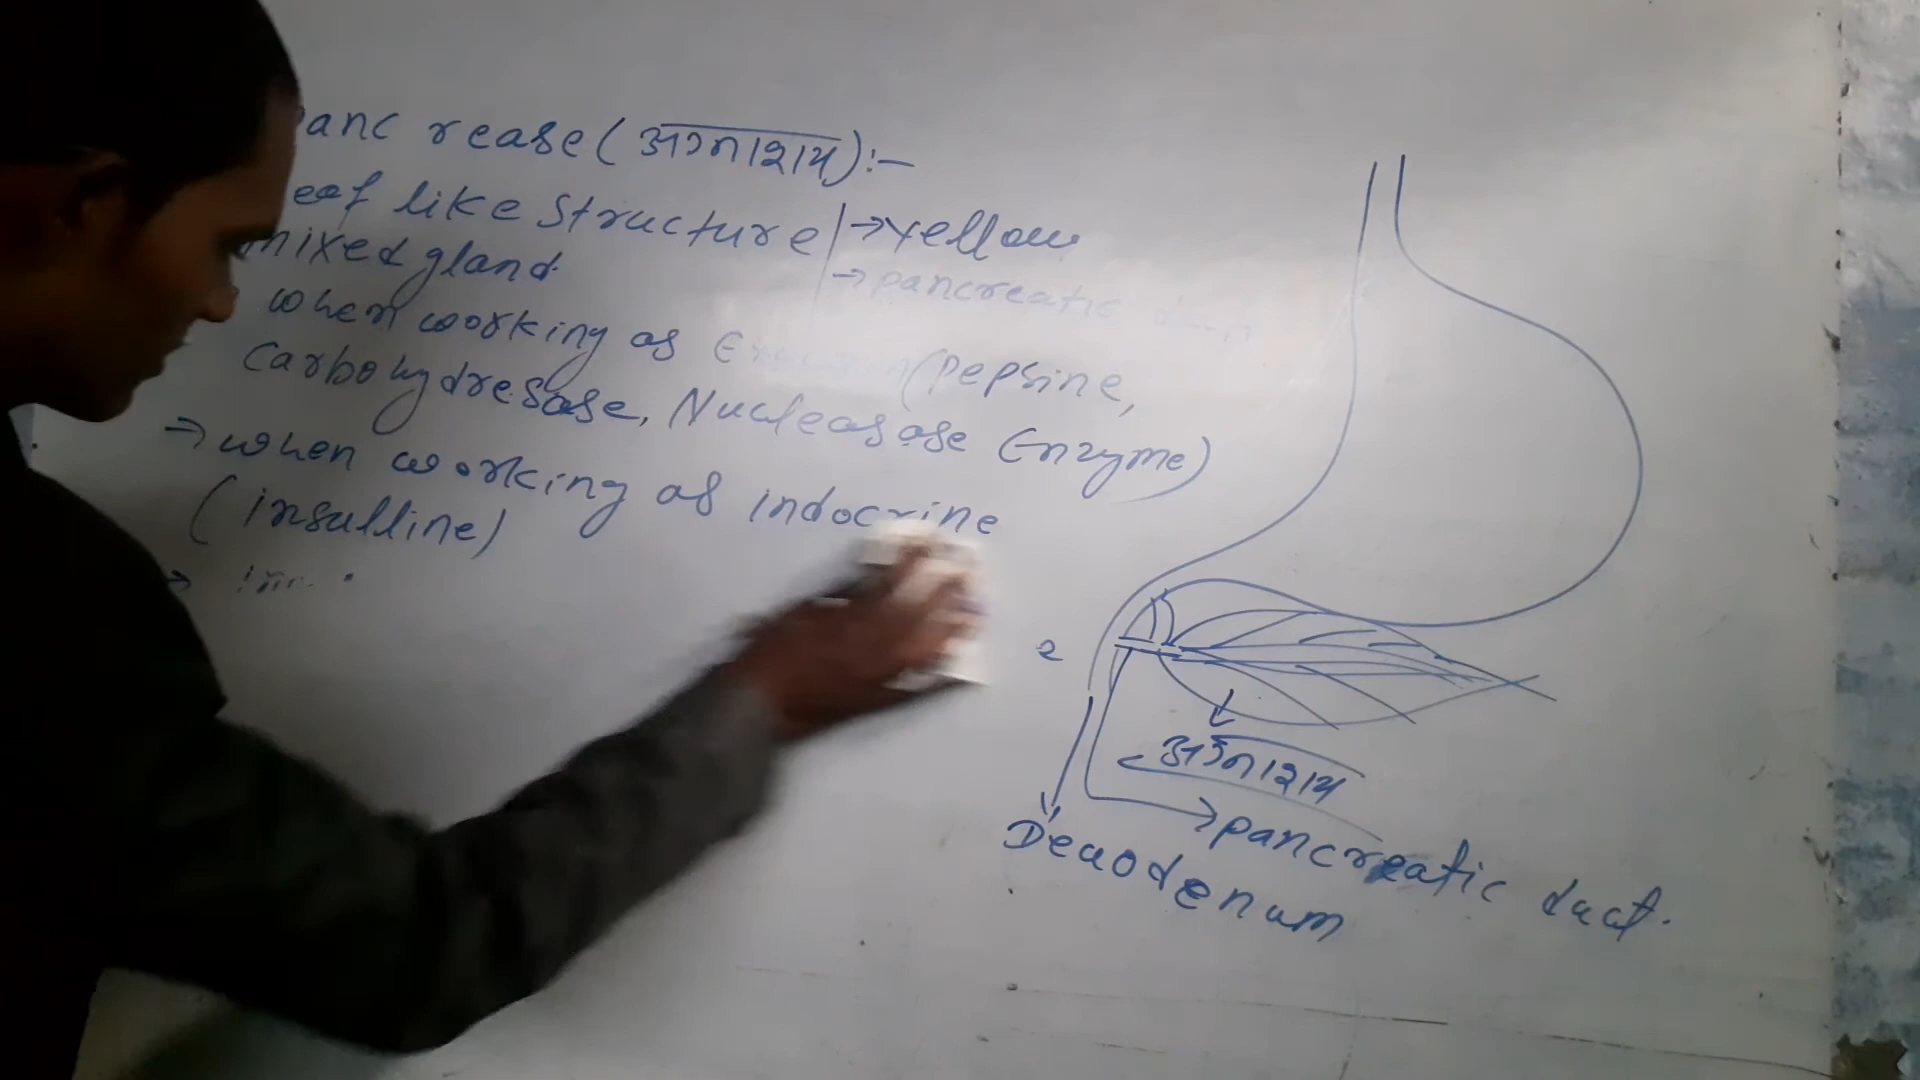 anc rease (अग्नाशय) :-
eaf like structure → yellow
mixed gland. → pancreatic
when working as (pepsine,
carbohydresase, Nucleasase Enzyme)
→ when working as indocrine
(insulline)
→
अग्नाशय
→ pancreatic duct.
Deuodenum